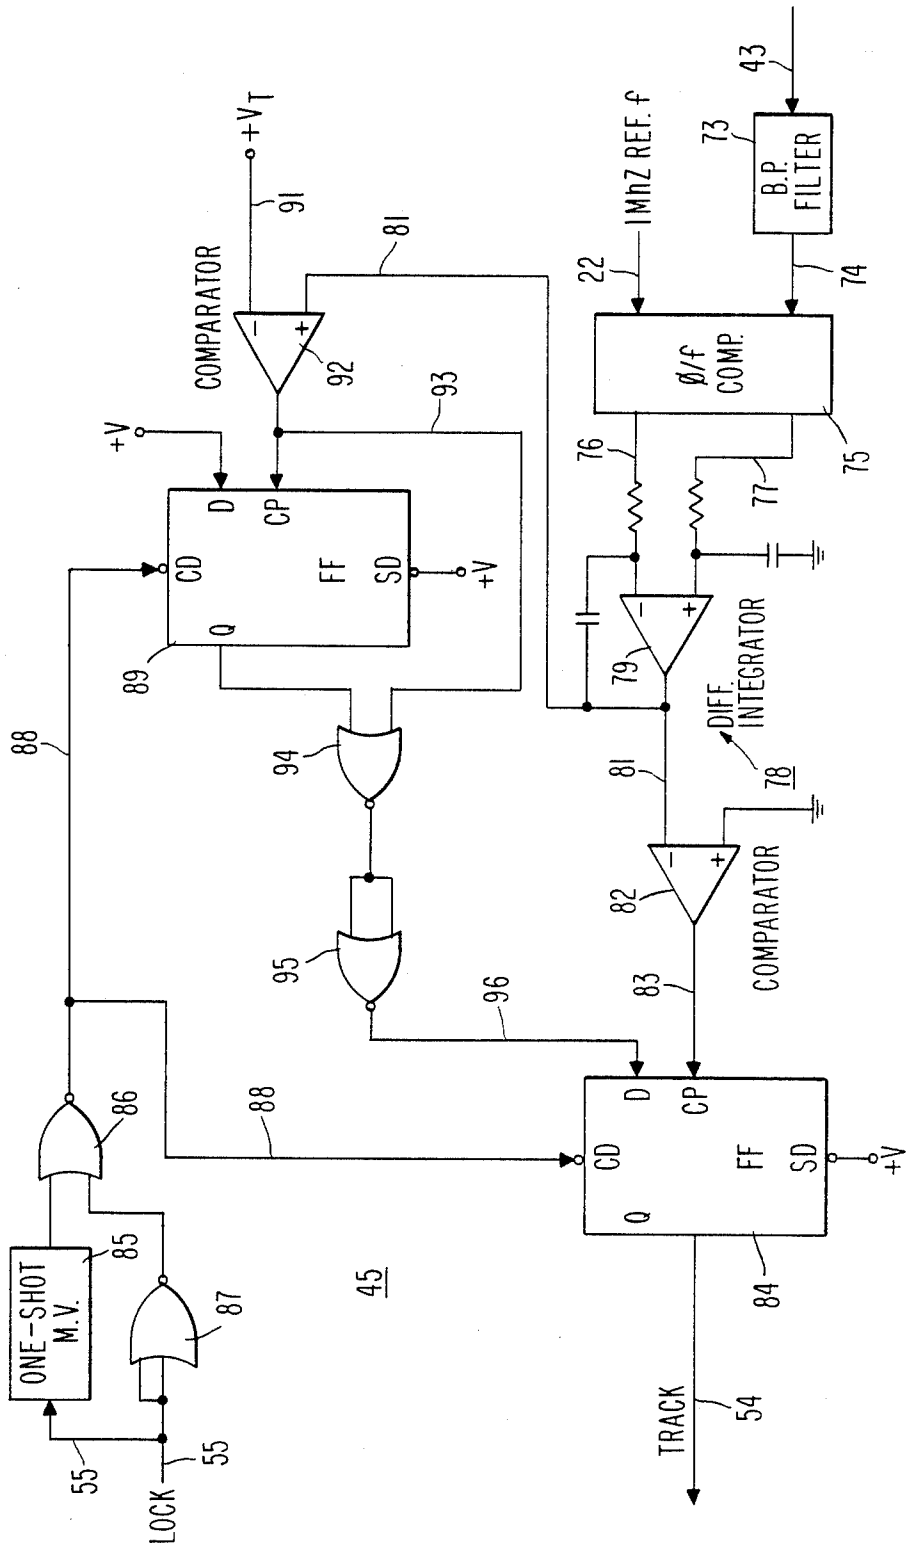 43
73
B.P.
FILTER
74
1MhZ REF. f
22
Ø/f
COMP.
75
76
77
79
DIFF.
INTEGRATOR
78
81
81
+VT
91
COMPARATOR
92
93
+V
D
CP
CD
FF
SD
+V
Q
89
88
94
95
96
82
COMPARATOR
83
D
CP
CD
FF
SD
+V
Q
84
88
86
ONE-SHOT
M.V.
85
87
55
55
LOCK
45
TRACK
54
−
+
−
+
−
+